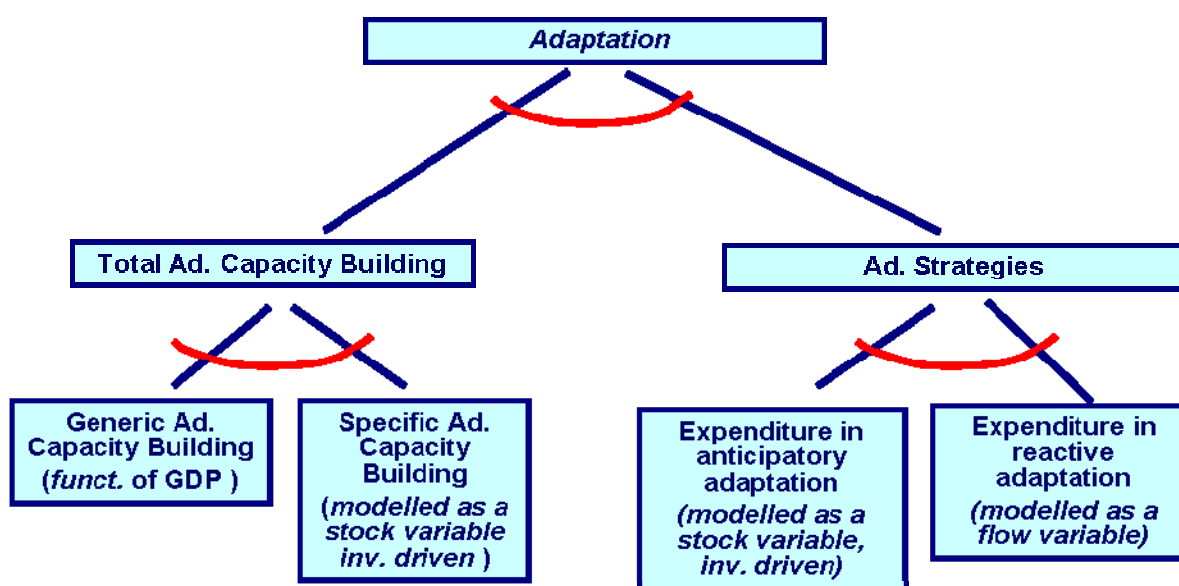 Adaptation
Total Ad. Capacity Building
Ad. Strategies
Generic Ad.
Capacity Building
(funct. of GDP )
Specific Ad.
Capacity
Building
(modelled as a
stock variable
inv. driven )
Expenditure in
anticipatory
adaptation
(modelled as a
stock variable,
inv. driven)
Expenditure in
reactive
adaptation
(modelled as a
flow variable)